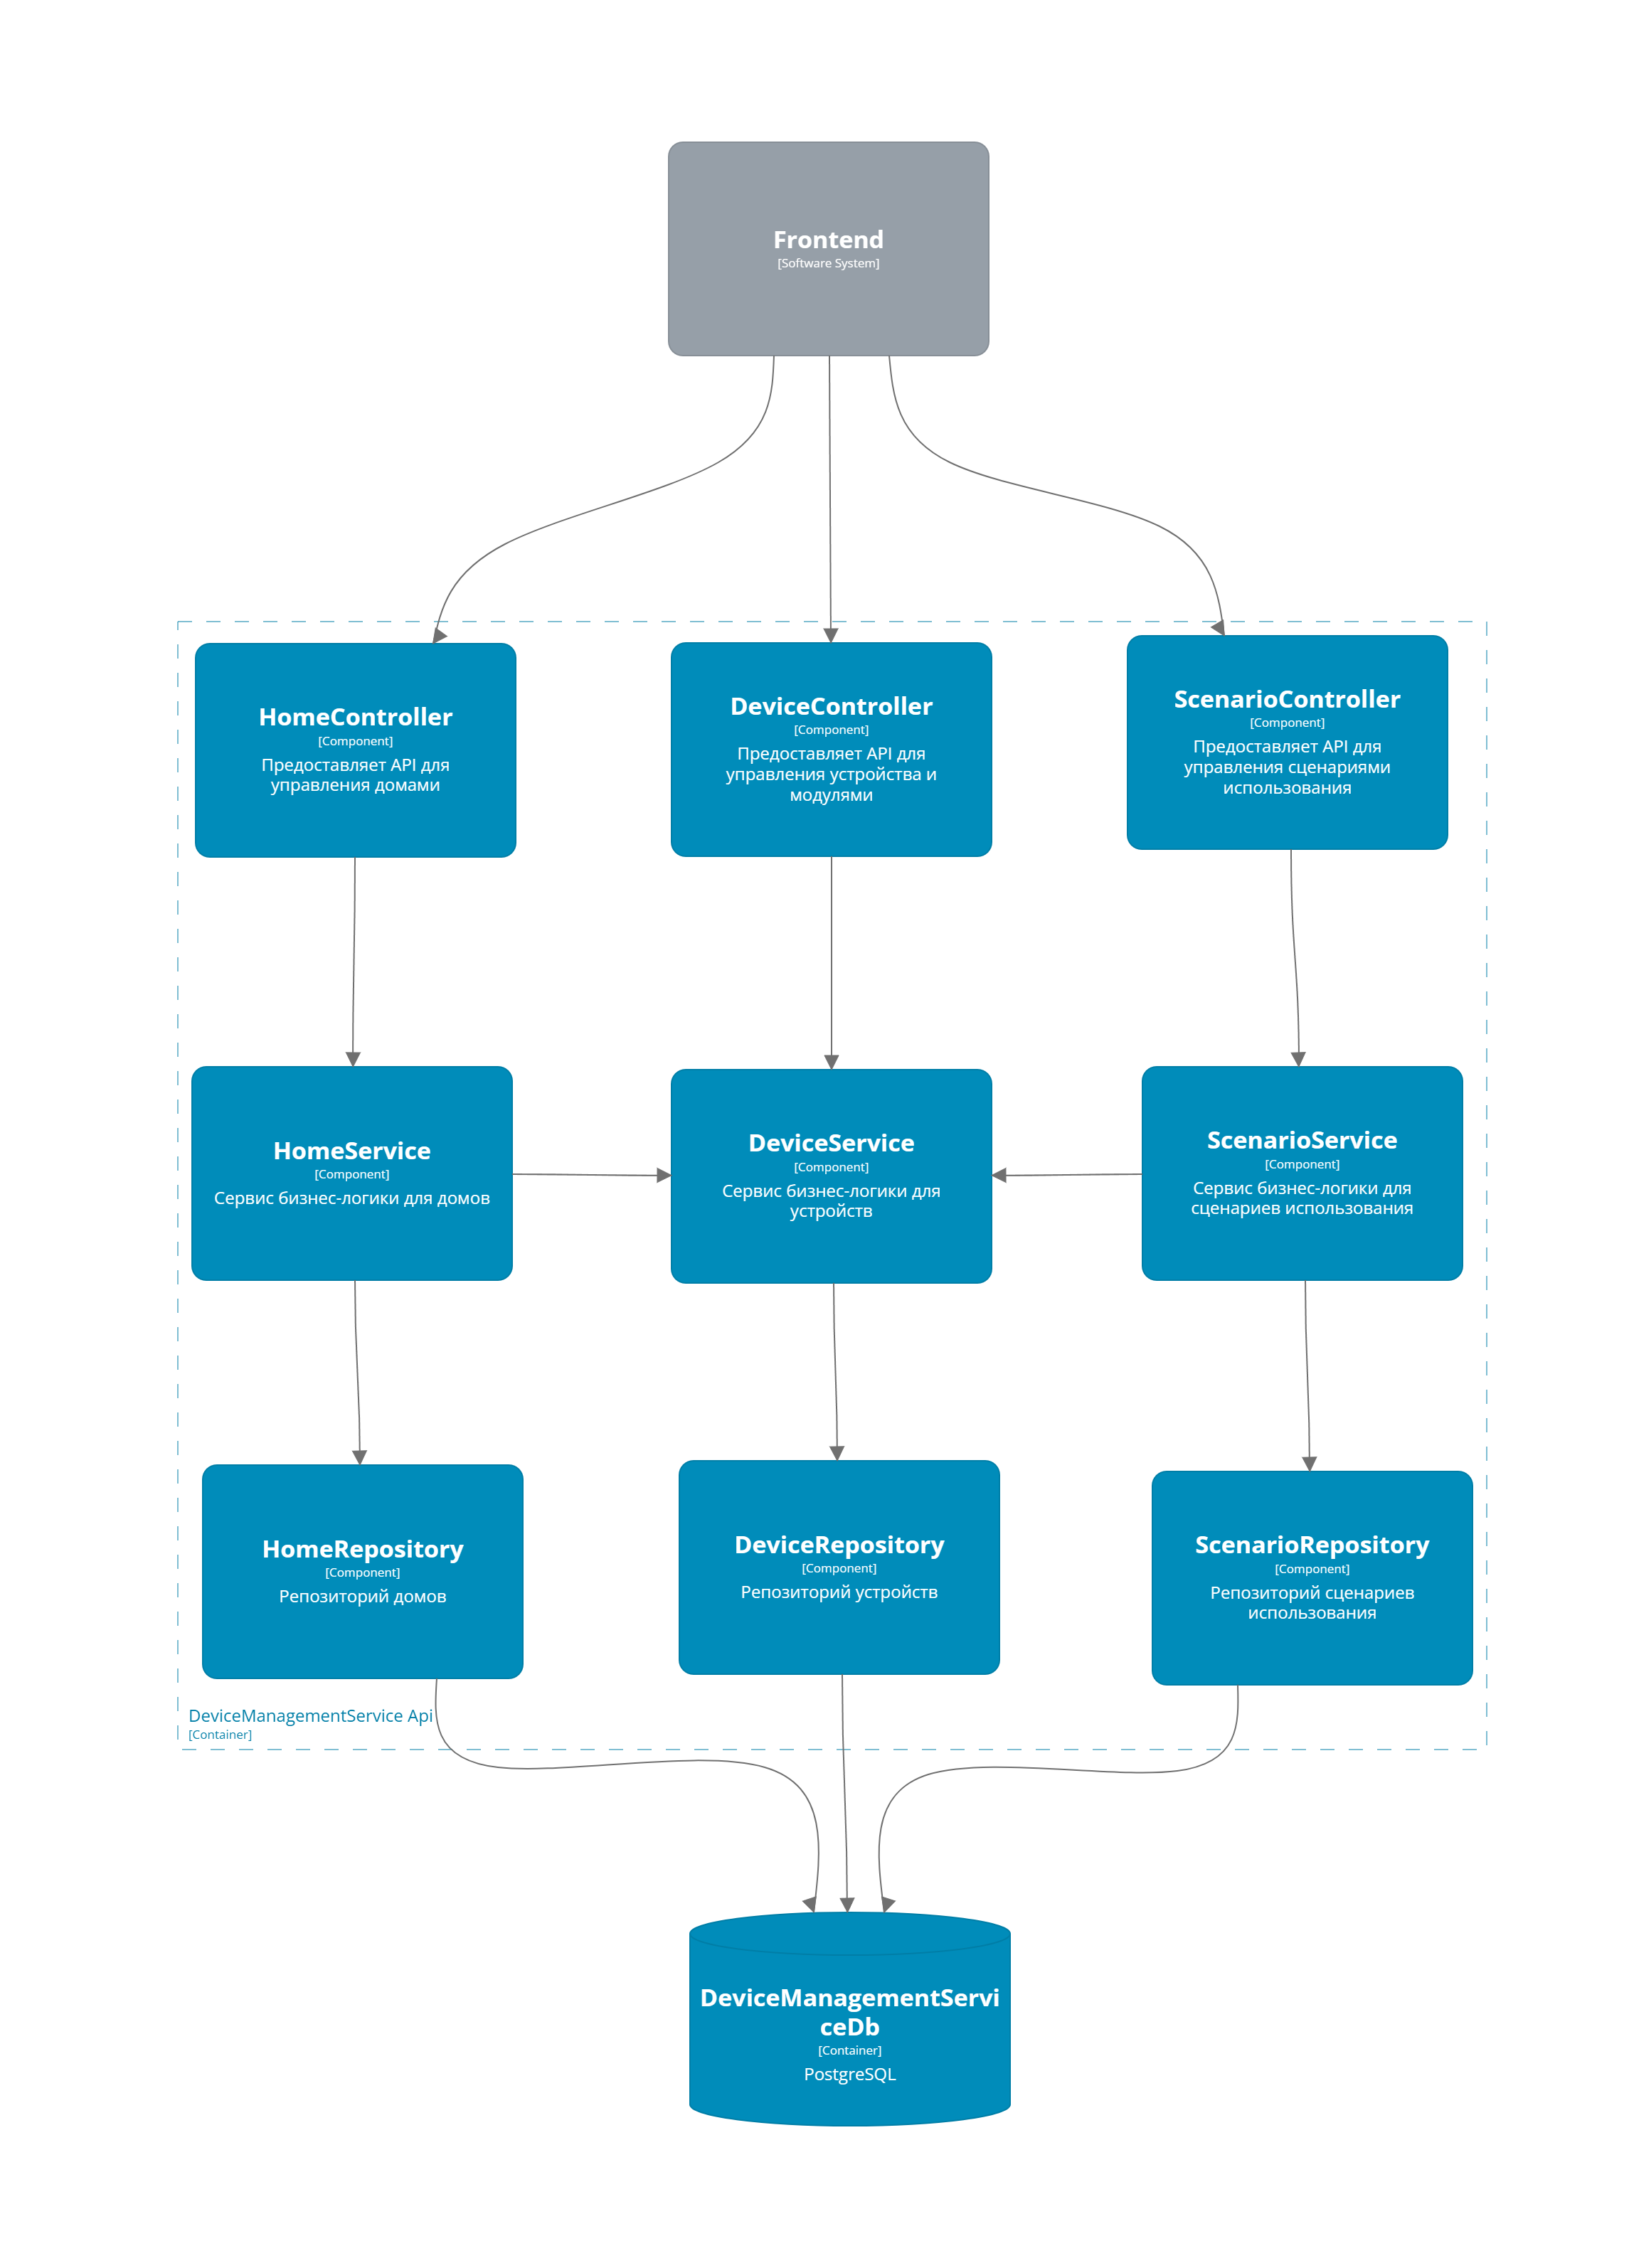 Frontend
[Software System]
HomeController
[Component]
Предоставляет API для
управления домами
DeviceController
[Component]
Предоставляет API для
управления устройства и
модулями
ScenarioController
[Component]
Предоставляет API для
управления сценариями
использования
HomeService
[Component]
Сервис бизнес-логики для домов
DeviceService
[Component]
Сервис бизнес-логики для
устройств
ScenarioService
[Component]
Сервис бизнес-логики для
сценариев использования
HomeRepository
[Component]
Репозиторий домов
DeviceRepository
[Component]
Репозиторий устройств
ScenarioRepository
[Component]
Репозиторий сценариев
использования
DeviceManagementService Api
[Container]
DeviceManagementServi
ceDb
[Container]
PostgreSQL